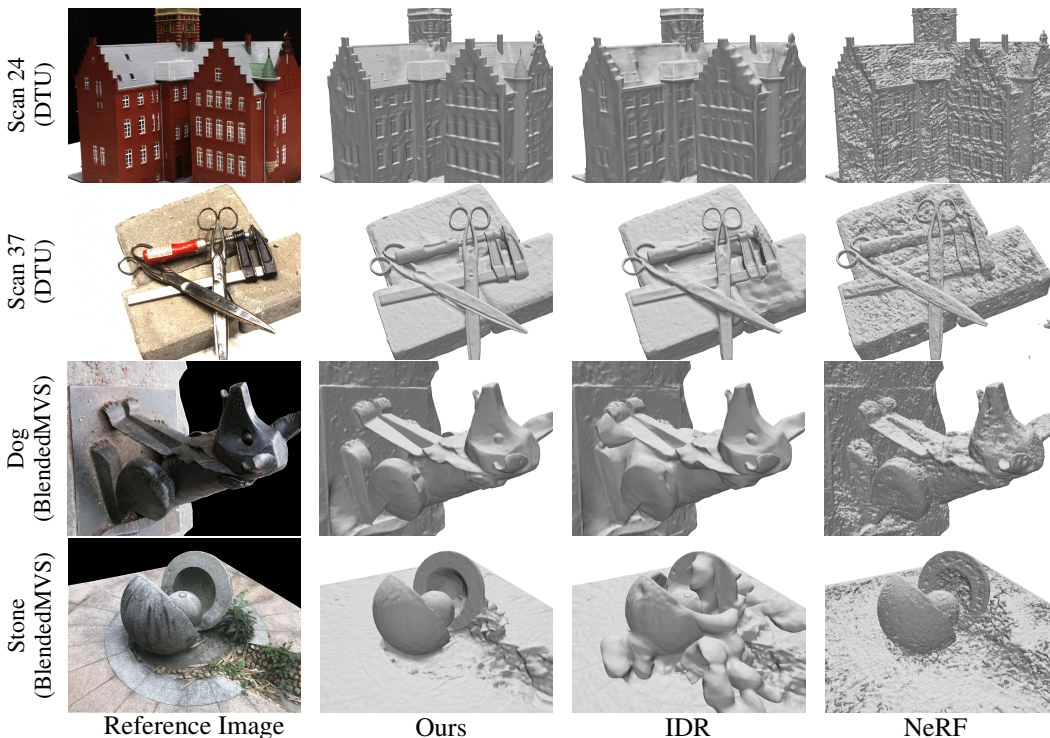 Scan 24
(DTU)
Scan 37
(DTU)
Dog
(BlendedMVS)
Stone
(BlendedMVS)
Reference Image
Ours
IDR
NeRF